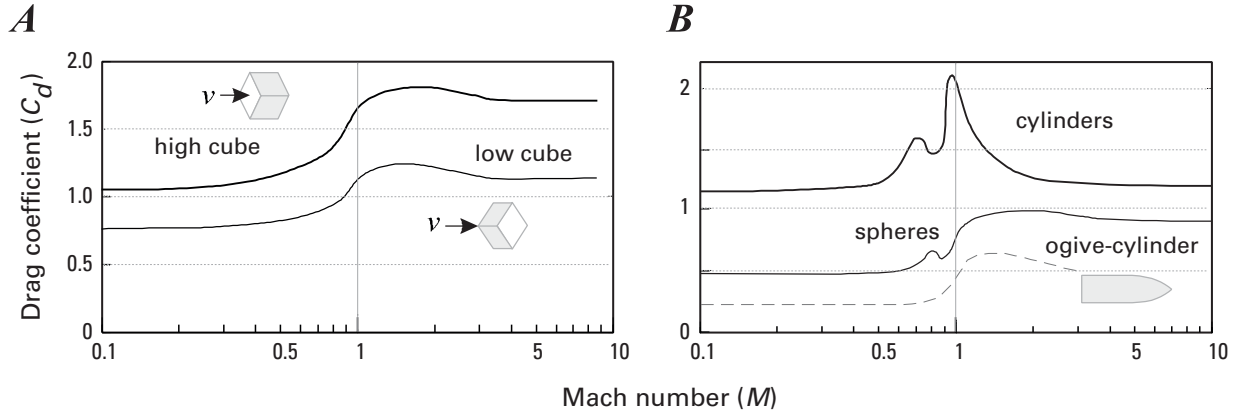 A
B
Drag coefficient (Cd)
2.0
1.5
1.0
0.5
0
v
high cube
low cube
v
0.1
0.5
1
5
10
2
1
0
cylinders
spheres
ogive-cylinder
0.1
0.5
1
5
10
Mach number (M)